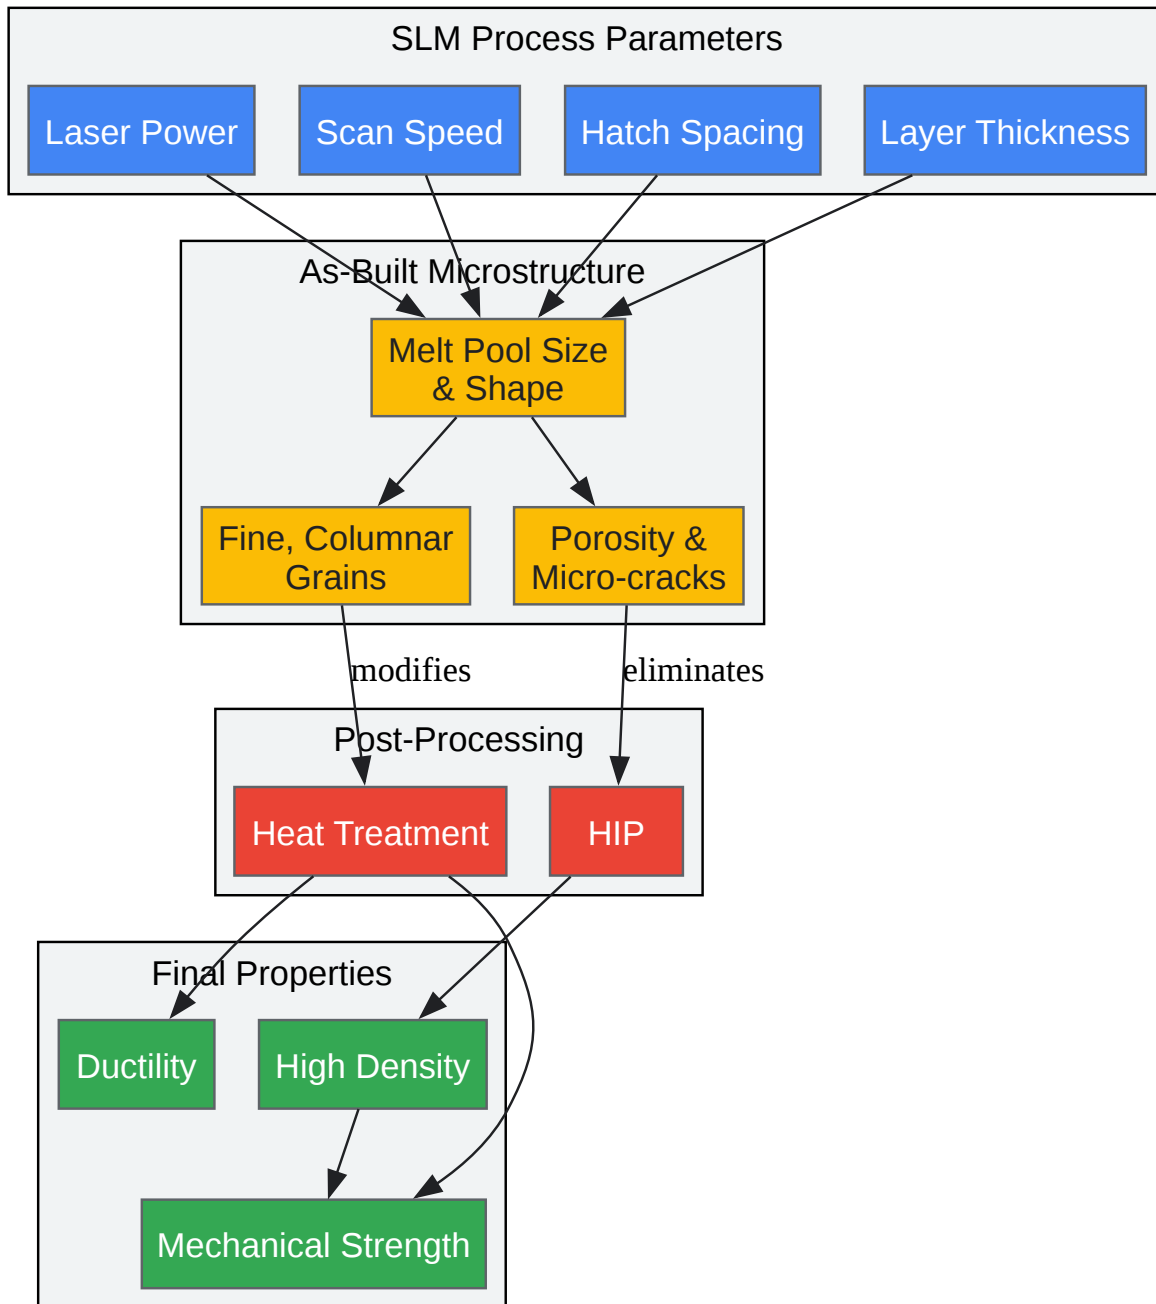 SLM Process Parameters
Laser Power
Scan Speed
Hatch Spacing
Layer Thickness
As-Built Microstructure
Melt Pool Size
& Shape
Fine, Columnar
Grains
Porosity &
Micro-cracks
modifies
eliminates
Post-Processing
Heat Treatment
HIP
Final Properties
Ductility
High Density
Mechanical Strength